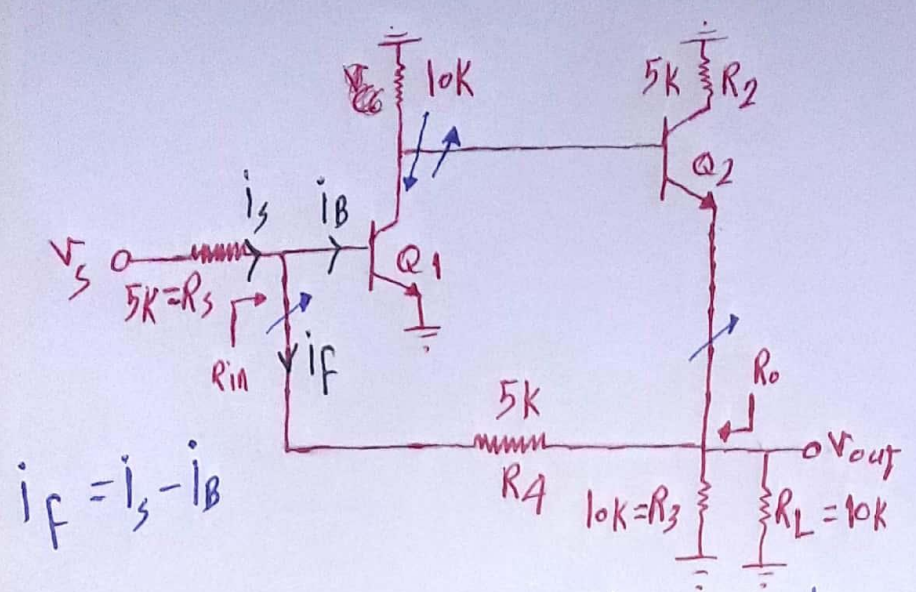 10K
5K R2
Q2
is iB
Vs
Q1
5K=Rs
Rin
if
Ro
5K
Vout
if = is - iB
R4
10K=R3
RL = 10K